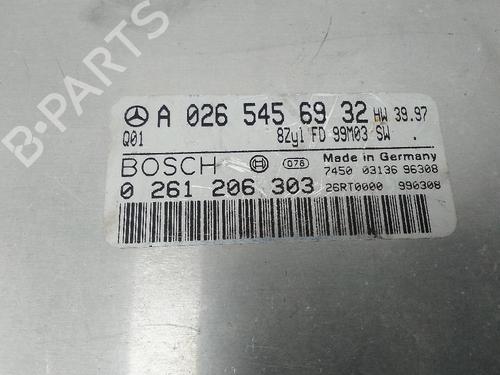 A 026 545 69 32 HW 39.97
Q01 8Zyl FD 99M03 SW .
BOSCH 076 Made in Germany
7450 03136 96308
0 261 206 303 26RT0000 990308
B-PARTS